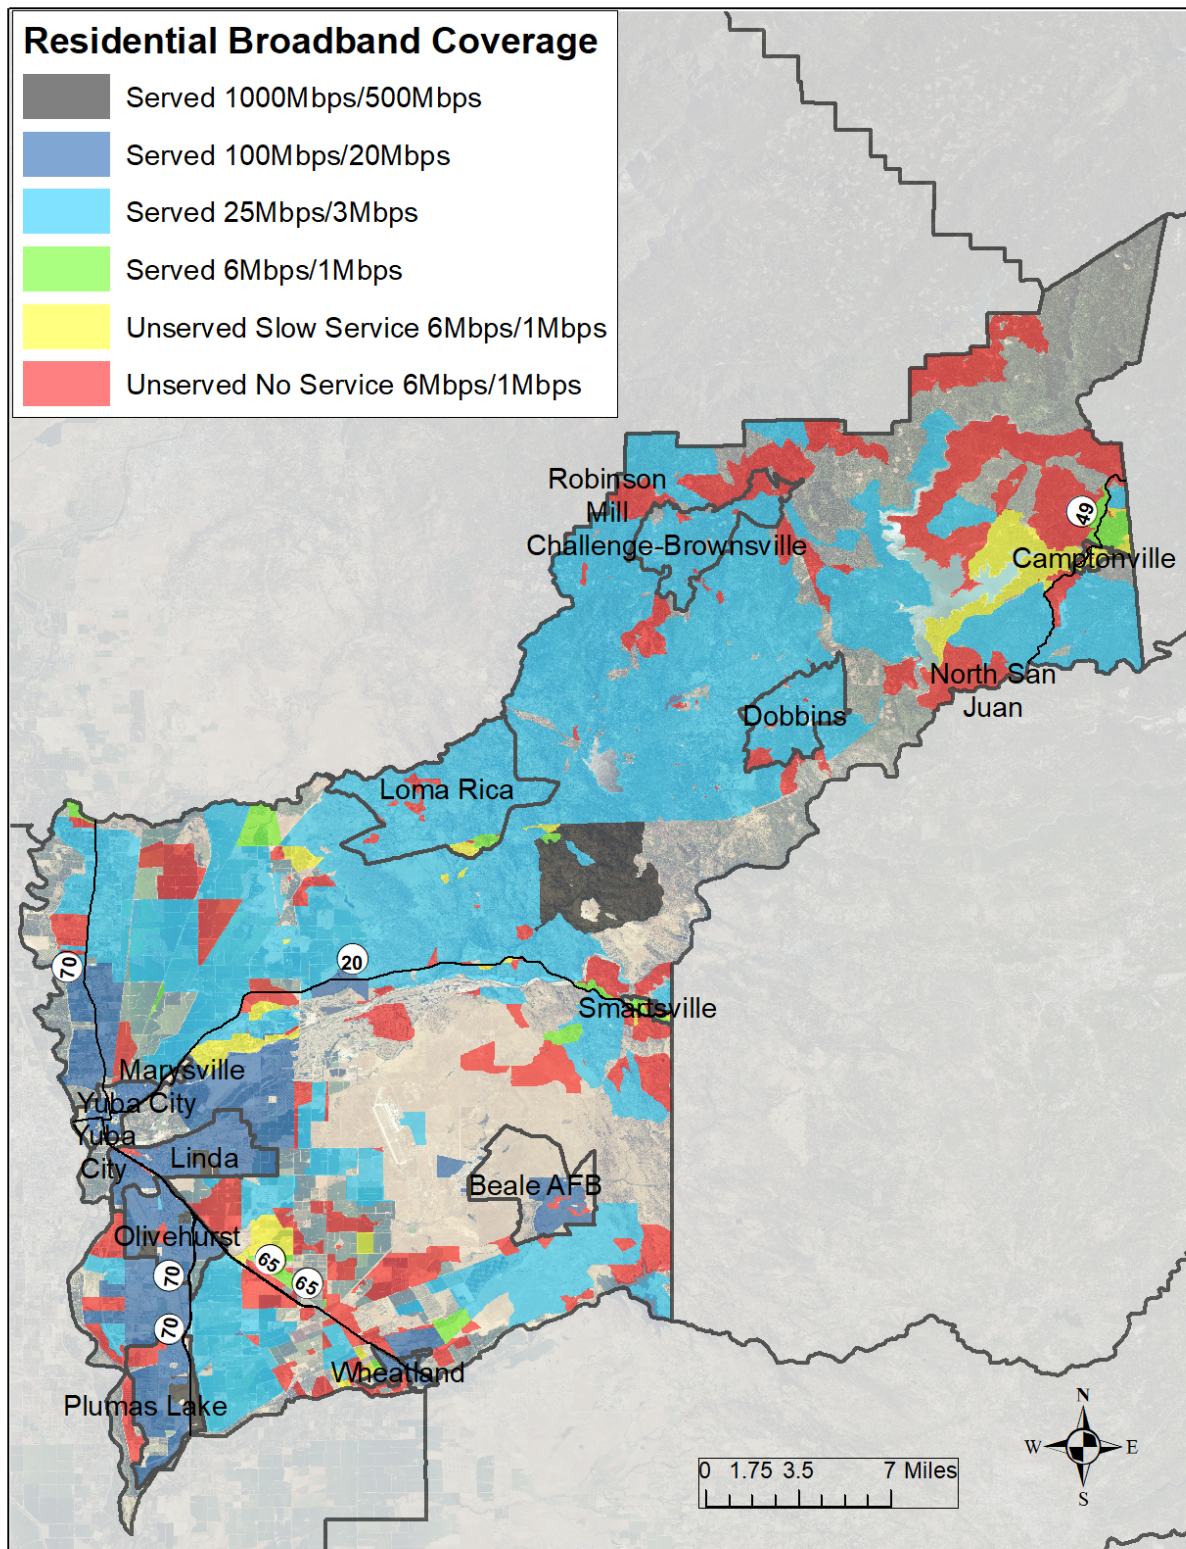 Residential Broadband Coverage
Served 1000Mbps/500Mbps
Served 100Mbps/20Mbps
Served 25Mbps/3Mbps
Served 6Mbps/1Mbps
Unserved Slow Service 6Mbps/1Mbps
Unserved No Service 6Mbps/1Mbps
Robinson
Mill
Challenge-Brownsville
49
Camptonville
North San
Juan
Dobbins
Loma Rica
70
20
Smartsville
Marysville
Yuba City
Yuba
City
Linda
Beale AFB
Olivehurst
65
70
65
70
Wheatland
Plumas Lake
N
W
E
S
0 1.75 3.5 7 Miles